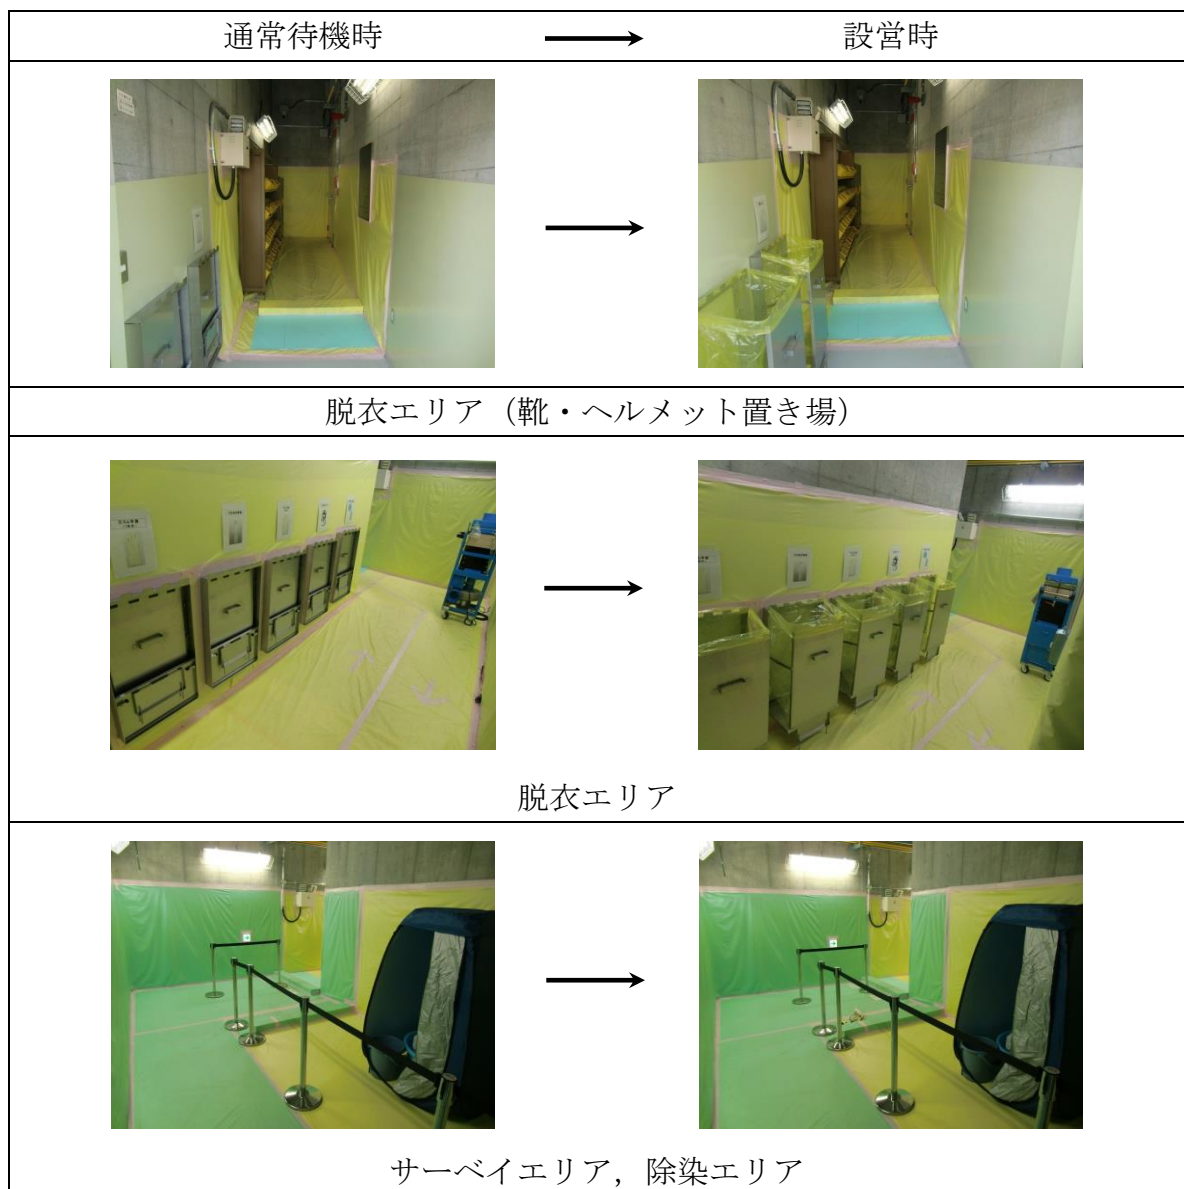 通常待機時
設営時
脱衣エリア（靴・ヘルメット置き場）
脱衣エリア
サーベイエリア，除染エリア